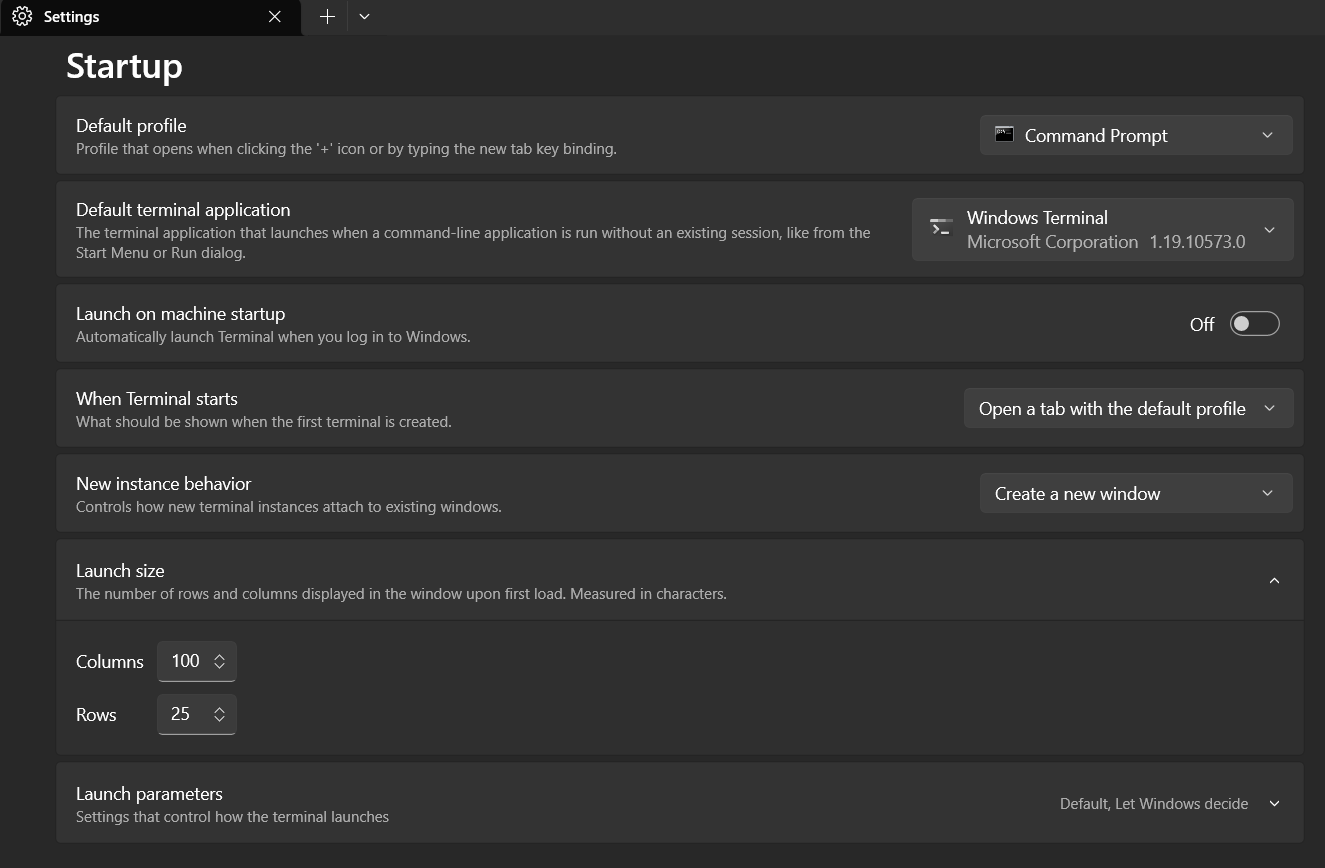 Settings
Startup
Default profile
Profile that opens when clicking the '+' icon or by typing the new tab key binding.
Command Prompt
Default terminal application
The terminal application that launches when a command-line application is run without an existing session, like from the
Start Menu or Run dialog.
Windows Terminal
Microsoft Corporation 1.19.10573.0
Launch on machine startup
Automatically launch Terminal when you log in to Windows.
Off
When Terminal starts
What should be shown when the first terminal is created.
Open a tab with the default profile
New instance behavior
Controls how new terminal instances attach to existing windows.
Create a new window
Launch size
The number of rows and columns displayed in the window upon first load. Measured in characters.
Columns 100
Rows 25
Launch parameters
Settings that control how the terminal launches
Default, Let Windows decide